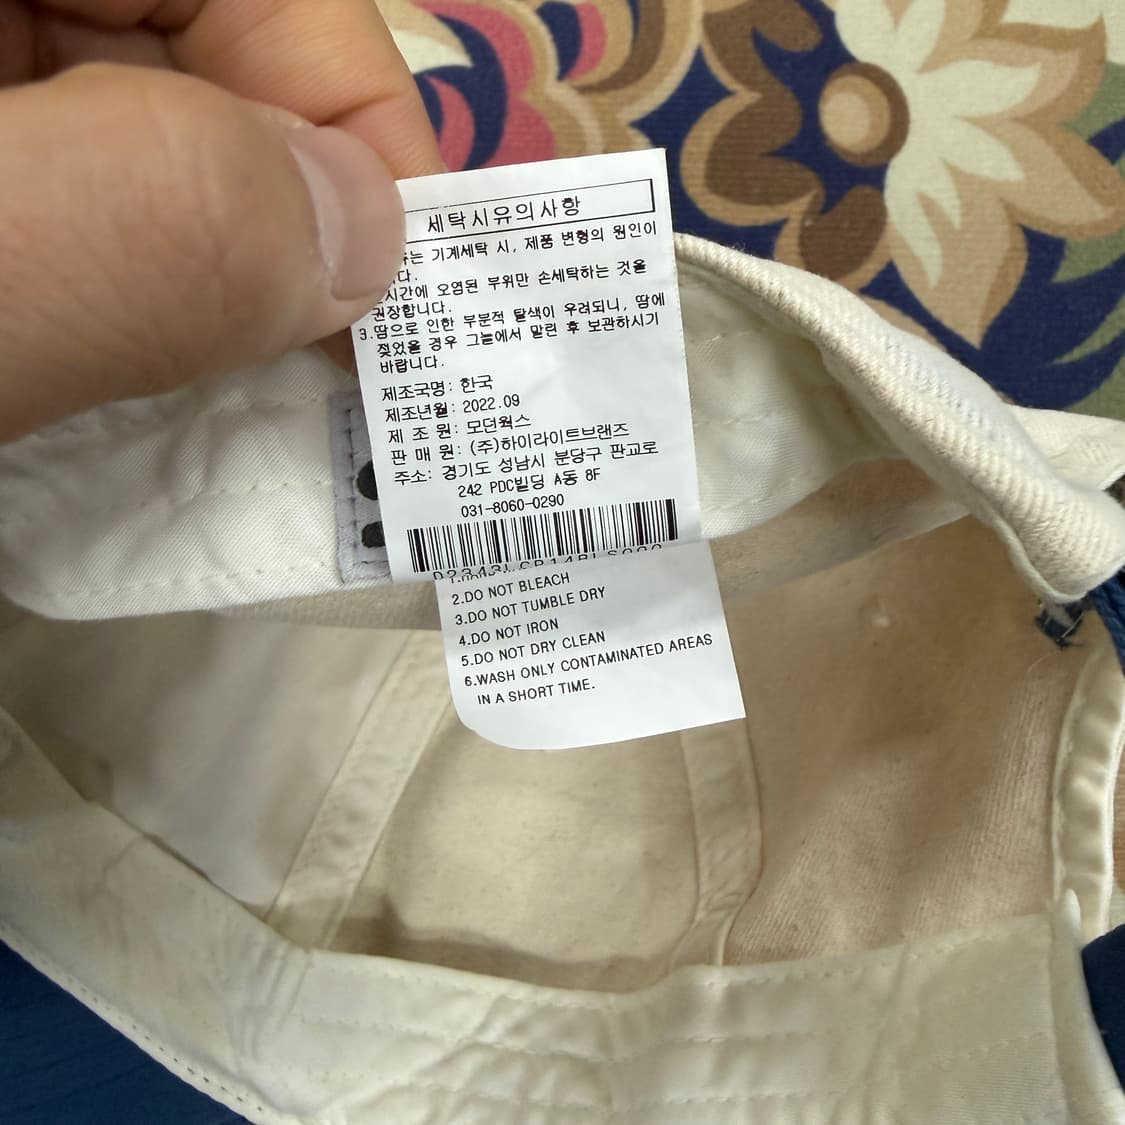 세탁시유의사항
기계세탁 시, 제품 변형의 원인이
오염된 부위만 손세탁하는 것을
권장합니다.
3.땀으로 인한 부분적 탈색이 우려되니, 땀에
젖었을 경우 그늘에서 말린 후 보관하시기
바랍니다.
제조국명: 한국
제조년월: 2022.09
제 조 원: 모던웍스
판 매 원: (주)하이라이트브랜즈
주소: 경기도 성남시 분당구 판교로
242 PDC빌딩 A동 8F
031-8060-0290
2.DO NOT BLEACH
3.DO NOT TUMBLE DRY
4.DO NOT IRON
5.DO NOT DRY CLEAN
6.WASH ONLY CONTAMINATED AREAS
IN A SHORT TIME.